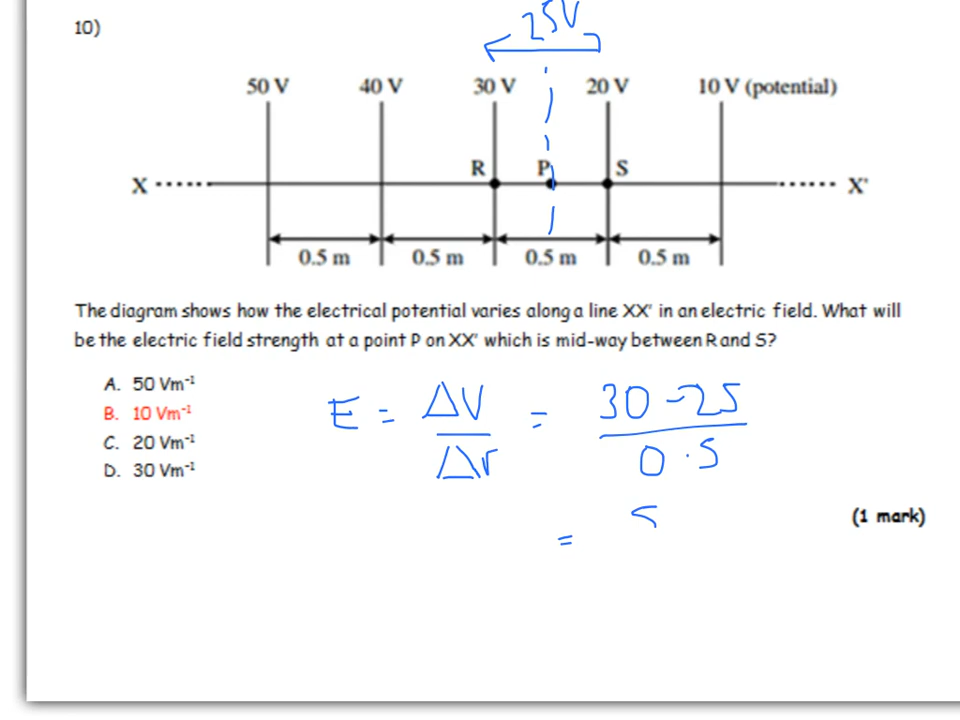 10)
25V
50 V 40 V 30 V 20 V 10 V (potential)
R P S
X X'
0.5 m 0.5 m 0.5 m 0.5 m
The diagram shows how the electrical potential varies along a line XX' in an electric field. What will
be the electric field strength at a point P on XX' which is mid-way between R and S?
A. 50 Vm⁻¹
B. 10 Vm⁻¹
C. 20 Vm⁻¹
D. 30 Vm⁻¹
E = ΔV = 30-25
Δr 0.5
= 5
(1 mark)